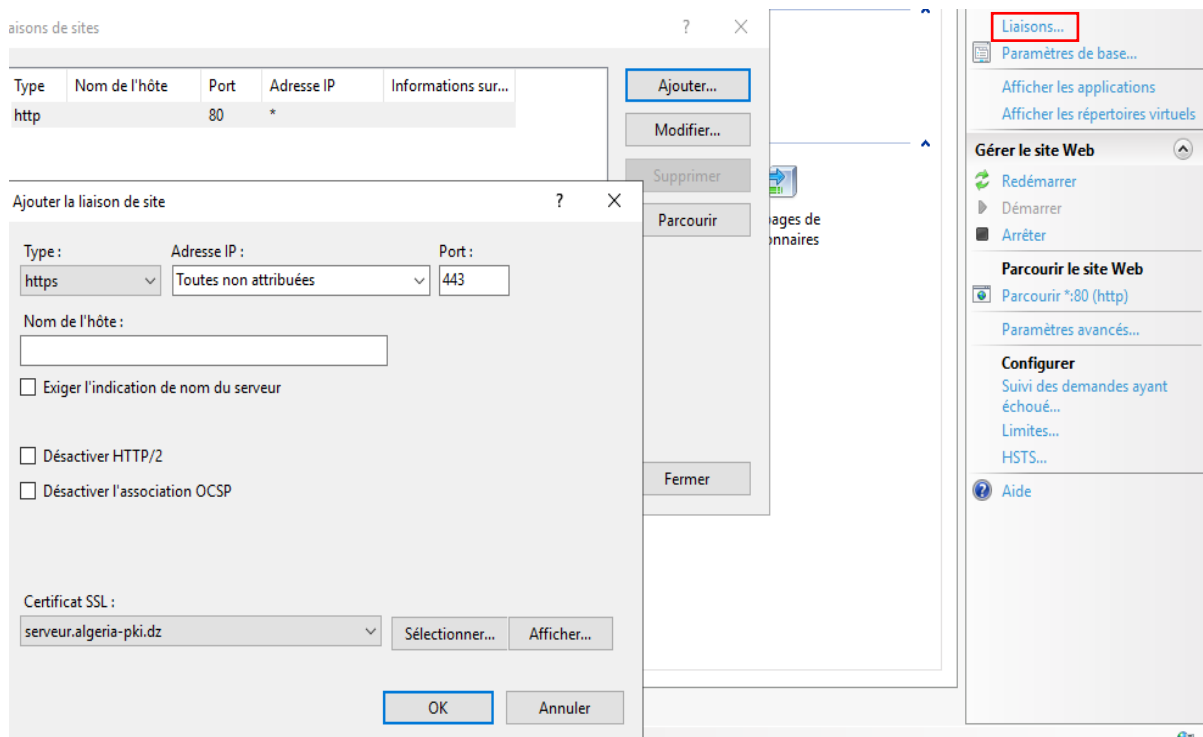 aisons de sites
Type Nom de l'hôte Port Adresse IP Informations sur...
http 80 *
Ajouter...
Modifier...
Supprimer
Parcourir
Fermer
Ajouter la liaison de site
Type : Adresse IP : Port :
https Toutes non attribuées 443
Nom de l'hôte :
Exiger l'indication de nom du serveur
Désactiver HTTP/2
Désactiver l'association OCSP
Certificat SSL :
serveur.algeria-pki.dz Sélectionner... Afficher...
OK Annuler
ages de
onnaires
Liaisons...
Paramètres de base...
Afficher les applications
Afficher les répertoires virtuels
Gérer le site Web
Redémarrer
Démarrer
Arrêter
Parcourir le site Web
Parcourir *:80 (http)
Paramètres avancés...
Configurer
Suivi des demandes ayant
échoué...
Limites...
HSTS...
Aide